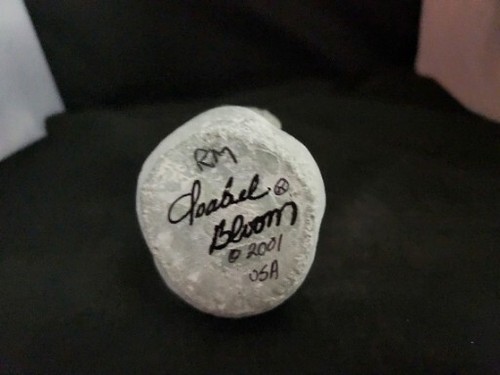 RM
Isabel ®
Bloom
© 2001
USA